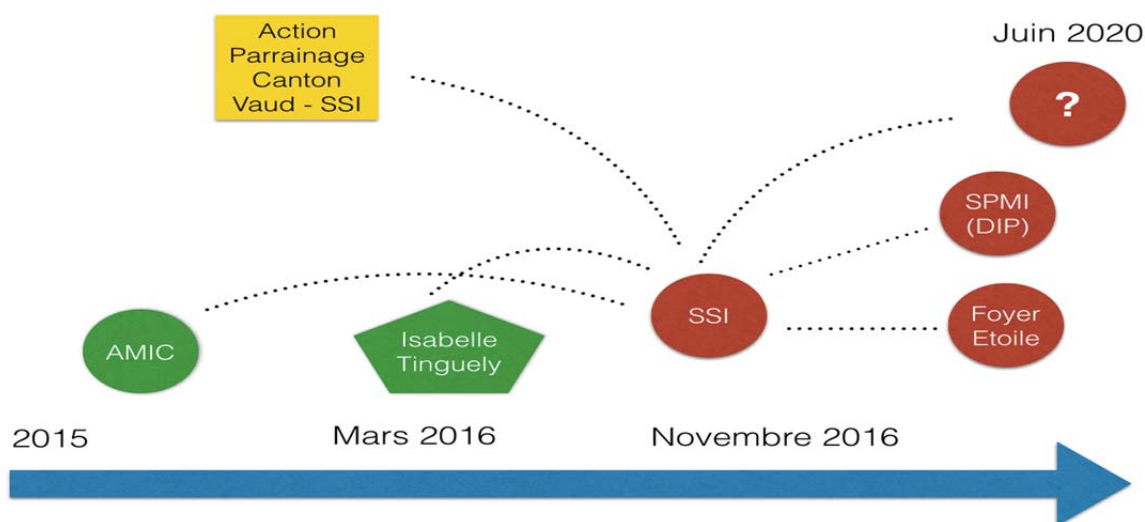 Action
Parrainage
Canton
Vaud - SSI
Juin 2020
?
SPMI
(DIP)
AMIC
Isabelle
Tinguely
SSI
Foyer
Etoile
2015
Mars 2016
Novembre 2016